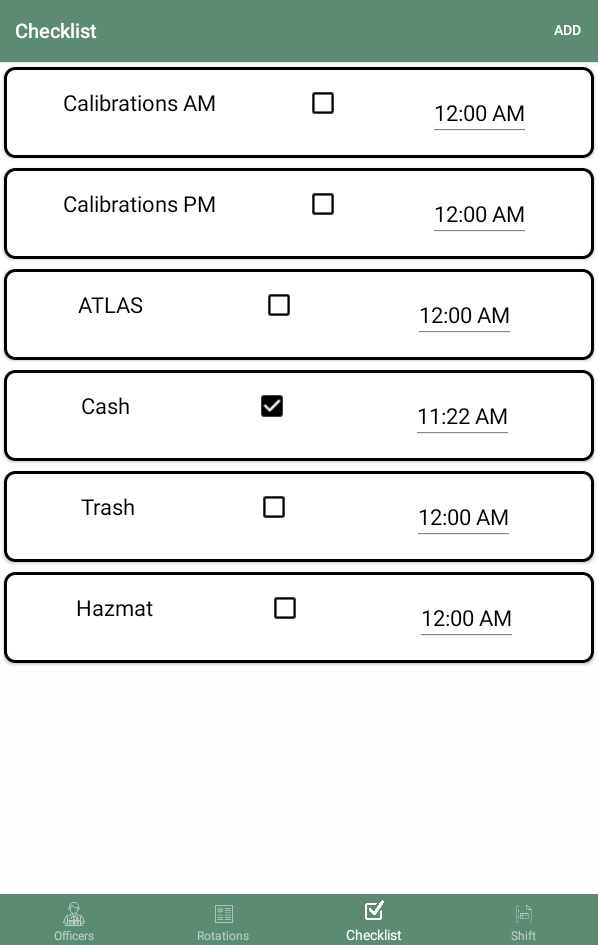 Checklist ADD
Calibrations AM 12:00 AM
Calibrations PM 12:00 AM
ATLAS 12:00 AM
Cash 11:22 AM
Trash 12:00 AM
Hazmat 12:00 AM
Officers Rotations Checklist Shift